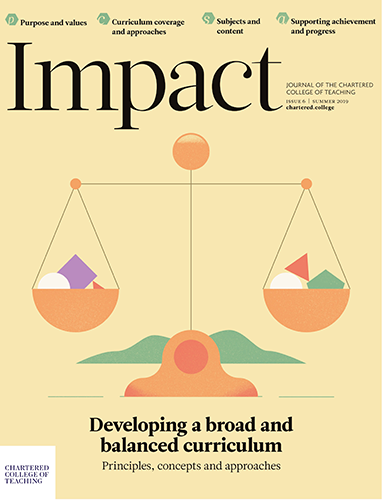 p Purpose and values
c Curriculum coverage
and approaches
s Subjects and
content
a Supporting achievement
and progress
Impact
JOURNAL OF THE CHARTERED
COLLEGE OF TEACHING
ISSUE 6 | SUMMER 2019
chartered.college
Developing a broad and
balanced curriculum
Principles, concepts and approaches
CHARTERED
COLLEGE OF
TEACHING